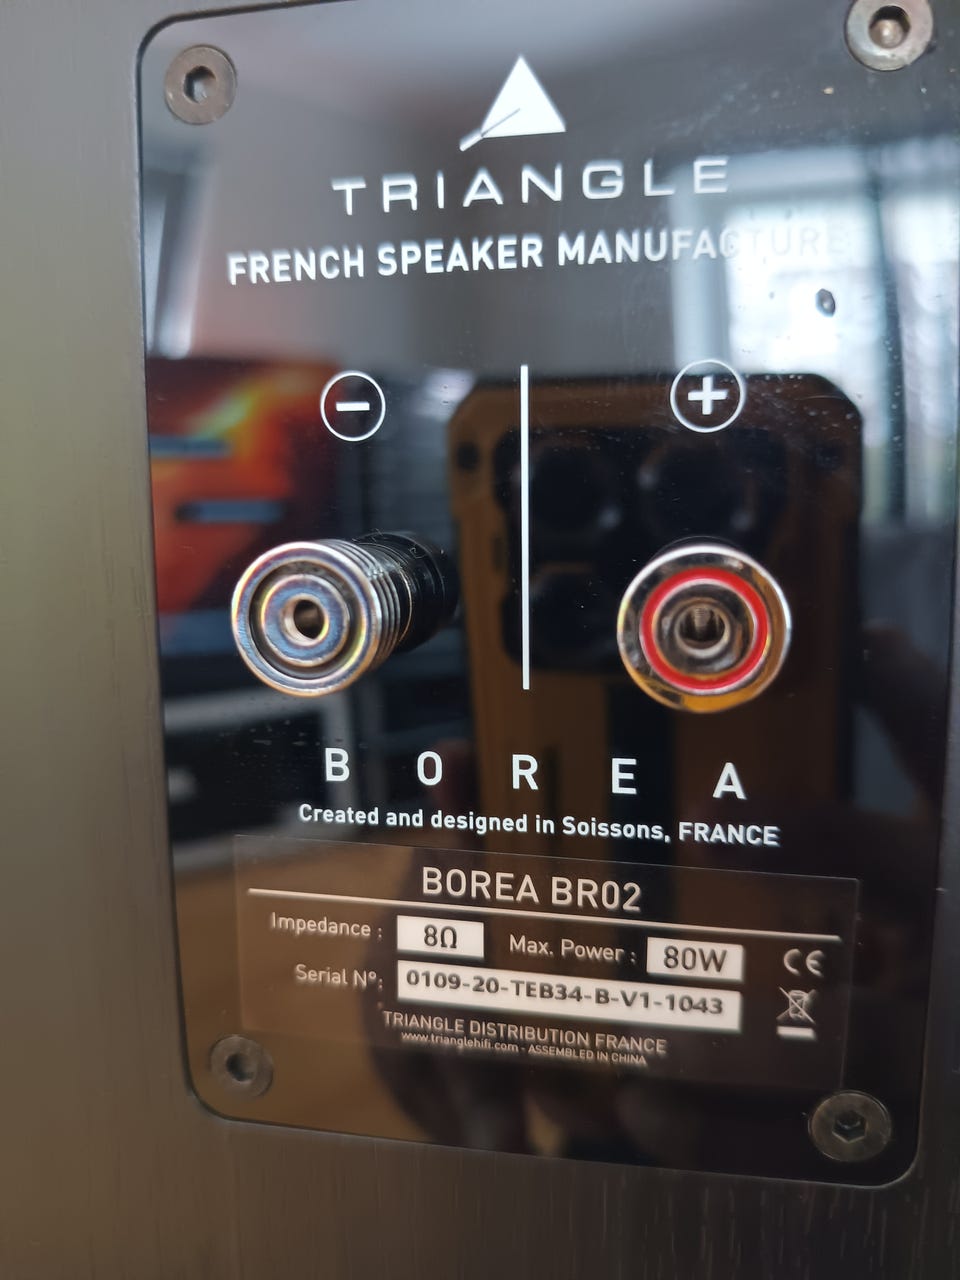 TRIANGLE
FRENCH SPEAKER MANUFACTURE
− +
BOREA
Created and designed in Soissons, FRANCE
BOREA BR02
Impedance : 8Ω Max. Power : 80W
Serial N°: 0109-20-TEB34-B-V1-1043
CE
TRIANGLE DISTRIBUTION FRANCE
www.trianglehifi.com - ASSEMBLED IN CHINA